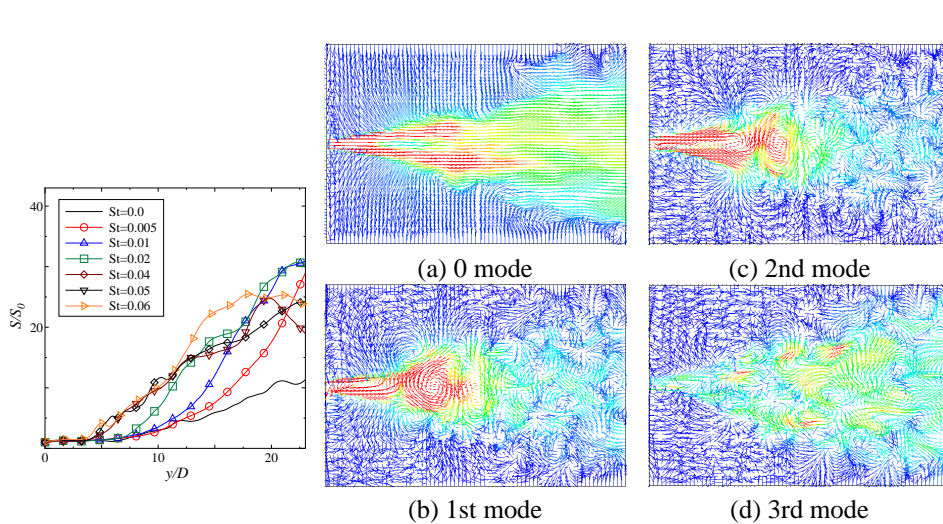 40
20
S/S0
0
10
20
y/D
St=0.0
St=0.005
St=0.01
St=0.02
St=0.04
St=0.05
St=0.06
(a) 0 mode
(c) 2nd mode
(b) 1st mode
(d) 3rd mode